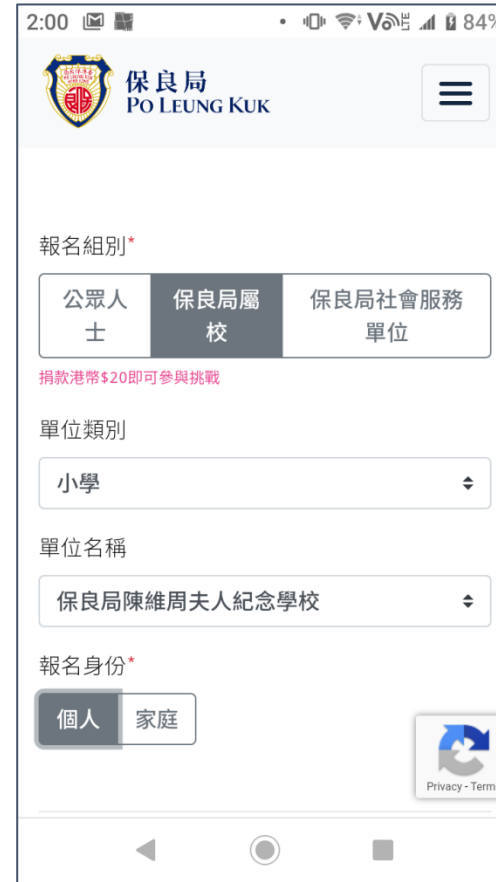 2:00
84%
保良局
PO LEUNG KUK
報名組別*
公眾人士
保良局屬校
保良局社會服務單位
捐款港幣$20即可參與挑戰
單位類別
小學
單位名稱
保良局陳維周夫人紀念學校
報名身份*
個人
家庭
Privacy - Term